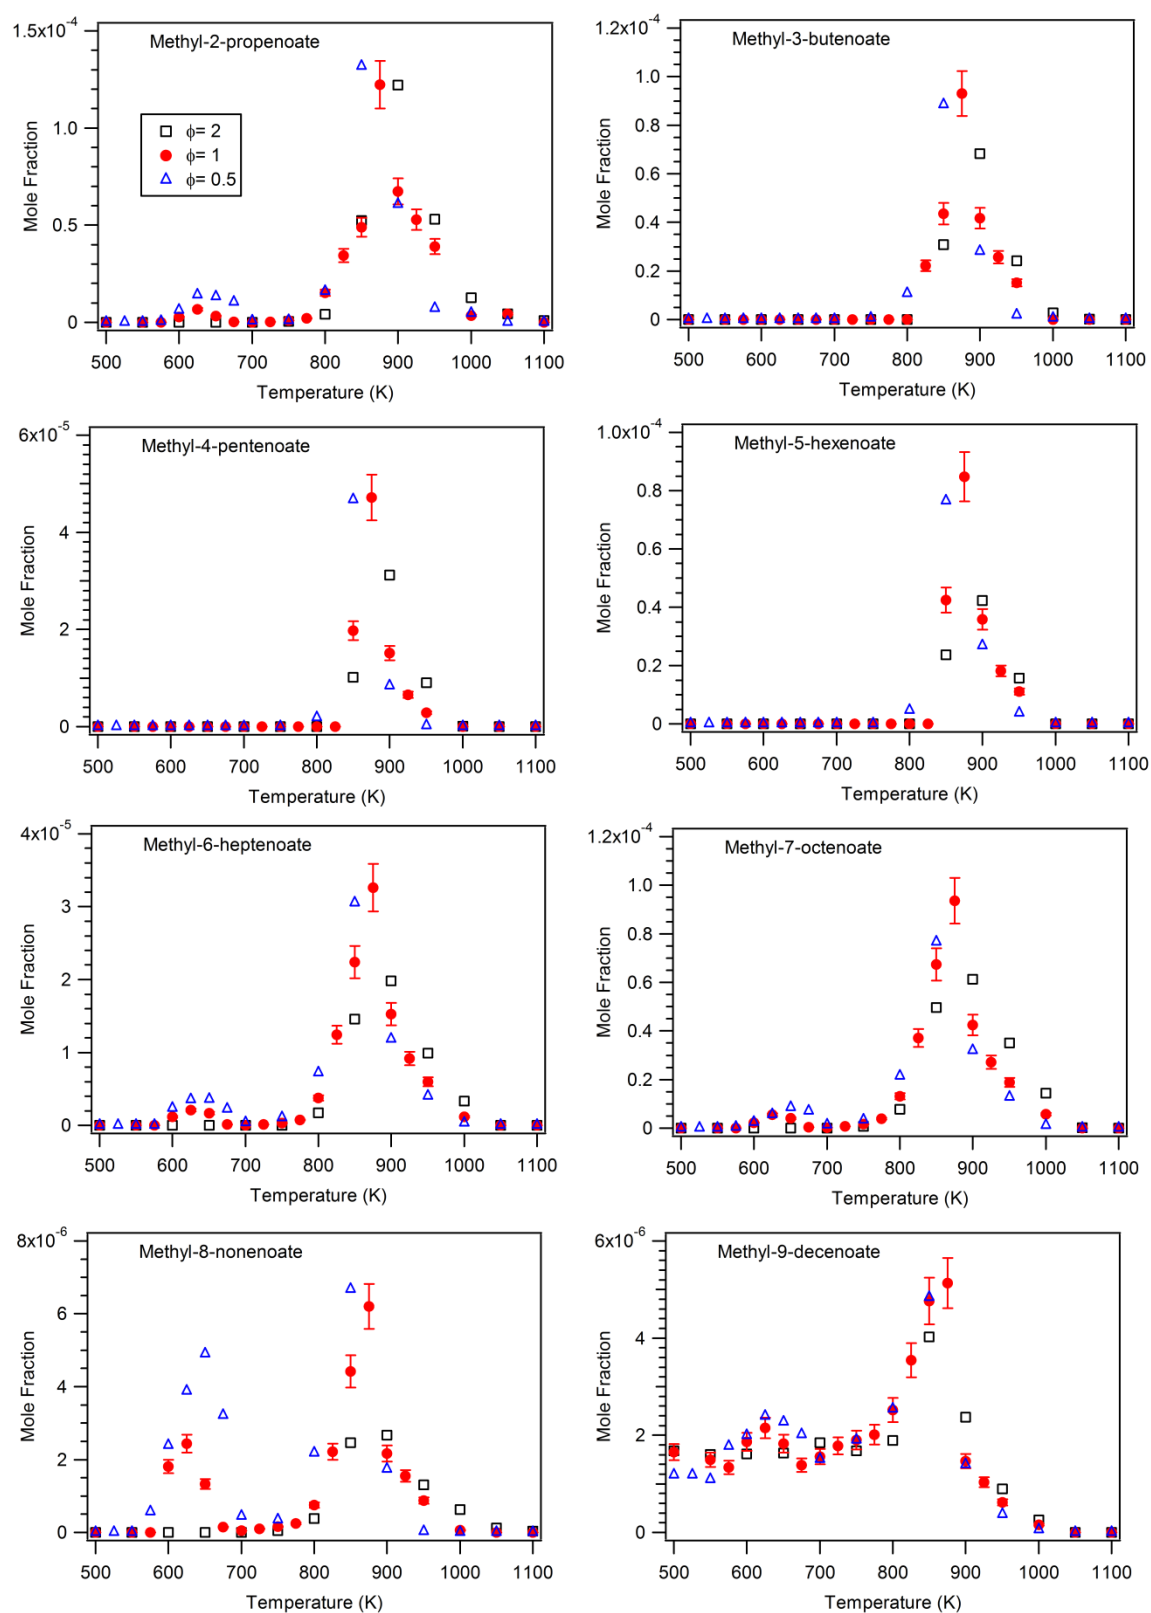 Methyl-2-propenoate
1.5x10⁻⁴
1.0
0.5
0
Mole Fraction
ϕ= 2
ϕ= 1
ϕ= 0.5
500 600 700 800 900 1000 1100
Temperature (K)
Methyl-3-butenoate
1.2x10⁻⁴
1.0
0.8
0.6
0.4
0.2
0
Mole Fraction
500 600 700 800 900 1000 1100
Temperature (K)
Methyl-4-pentenoate
6x10⁻⁵
4
2
0
Mole Fraction
500 600 700 800 900 1000 1100
Temperature (K)
Methyl-5-hexenoate
1.0x10⁻⁴
0.8
0.6
0.4
0.2
0
Mole Fraction
500 600 700 800 900 1000 1100
Temperature (K)
Methyl-6-heptenoate
4x10⁻⁵
3
2
1
0
Mole Fraction
500 600 700 800 900 1000 1100
Temperature (K)
Methyl-7-octenoate
1.2x10⁻⁴
1.0
0.8
0.6
0.4
0.2
0
Mole Fraction
500 600 700 800 900 1000 1100
Temperature (K)
Methyl-8-nonenoate
8x10⁻⁶
6
4
2
0
Mole Fraction
500 600 700 800 900 1000 1100
Temperature (K)
Methyl-9-decenoate
6x10⁻⁶
4
2
0
Mole Fraction
500 600 700 800 900 1000 1100
Temperature (K)